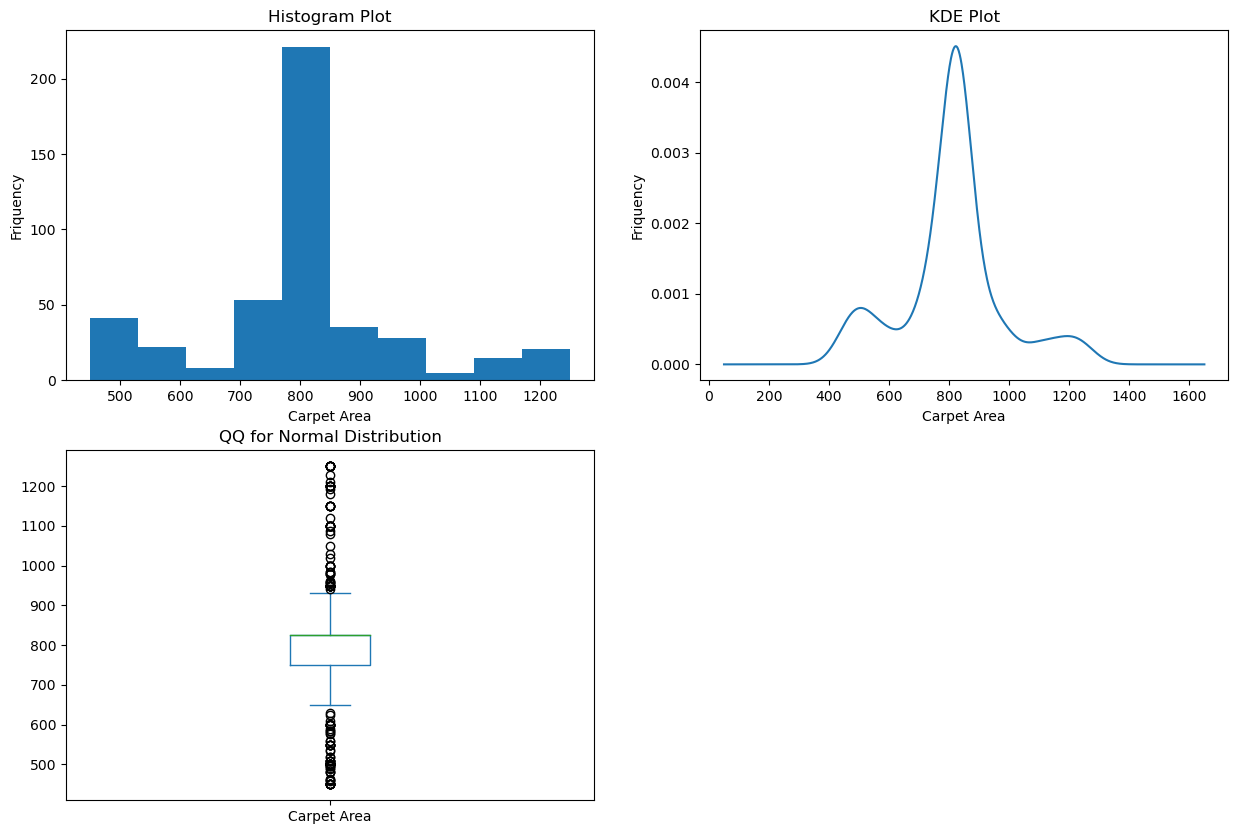 Histogram Plot
200
150
100
50
0
Friquency
500 600 700 800 900 1000 1100 1200
Carpet Area
KDE Plot
0.004
0.003
0.002
0.001
0.000
Friquency
0 200 400 600 800 1000 1200 1400 1600
Carpet Area
QQ for Normal Distribution
1200
1100
1000
900
800
700
600
500
Carpet Area